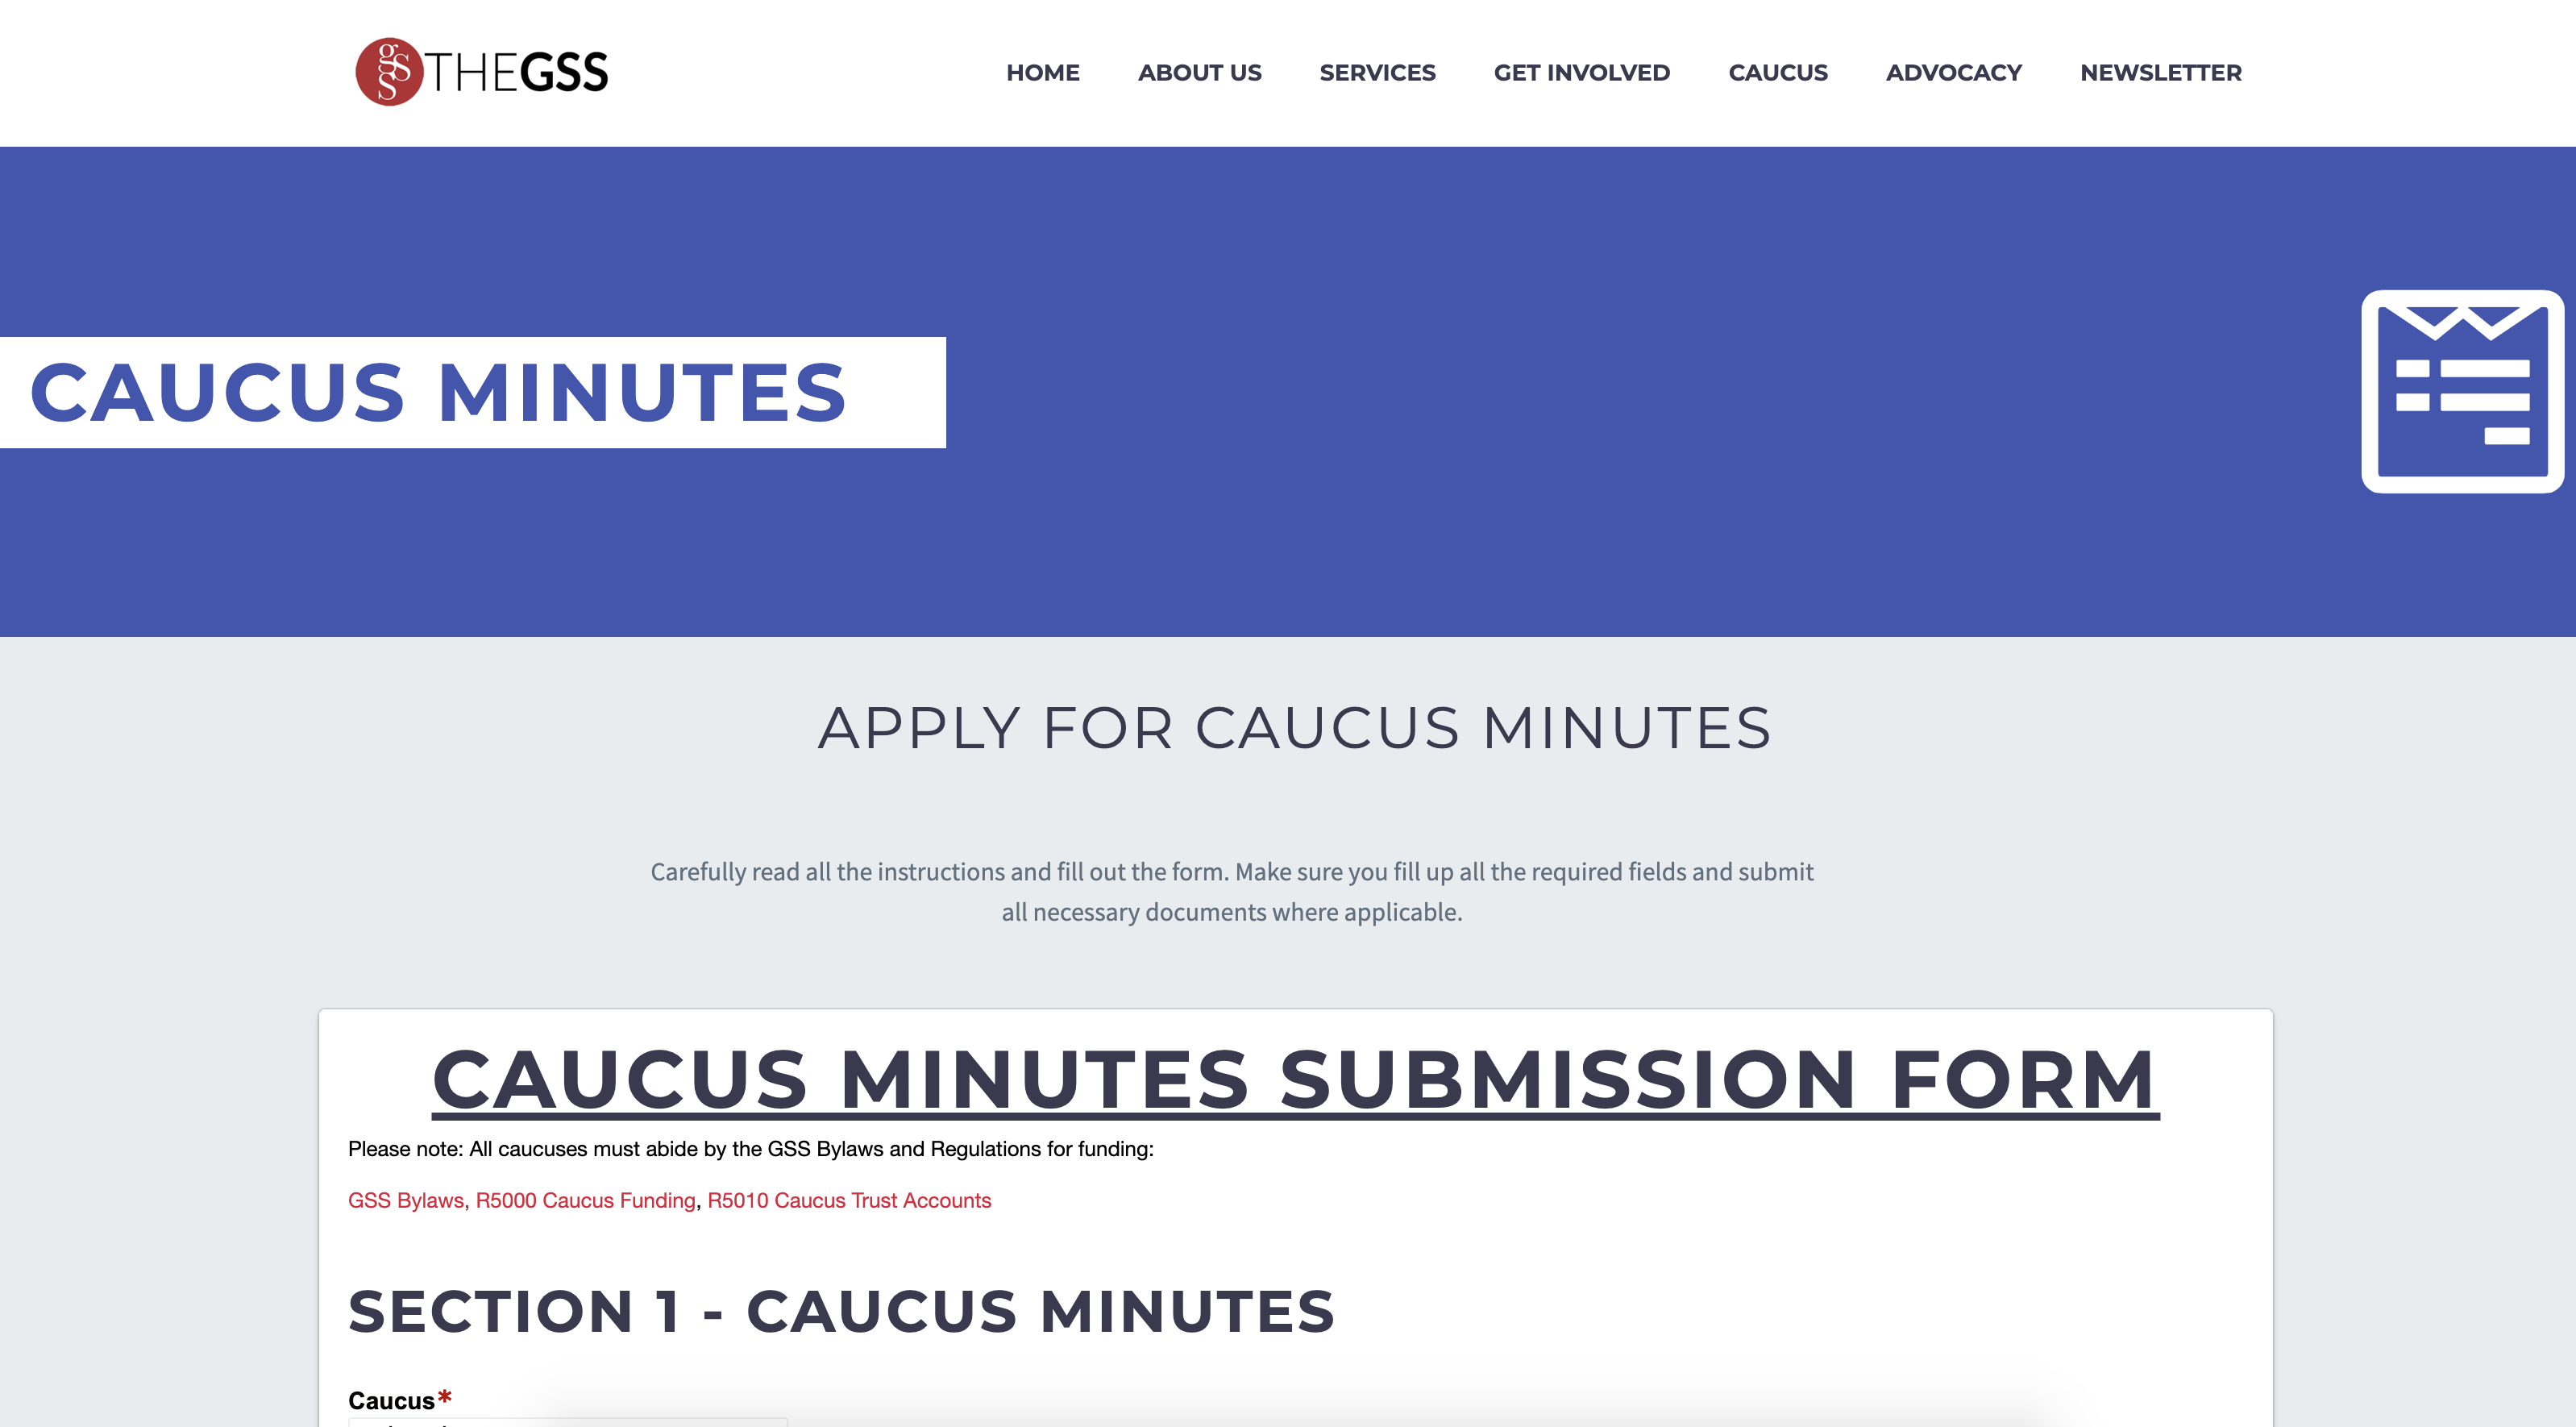 gss THEGSS
HOME ABOUT US SERVICES GET INVOLVED CAUCUS ADVOCACY NEWSLETTER
CAUCUS MINUTES
APPLY FOR CAUCUS MINUTES
Carefully read all the instructions and fill out the form. Make sure you fill up all the required fields and submit
all necessary documents where applicable.
CAUCUS MINUTES SUBMISSION FORM
Please note: All caucuses must abide by the GSS Bylaws and Regulations for funding:
GSS Bylaws, R5000 Caucus Funding, R5010 Caucus Trust Accounts
SECTION 1 - CAUCUS MINUTES
Caucus*